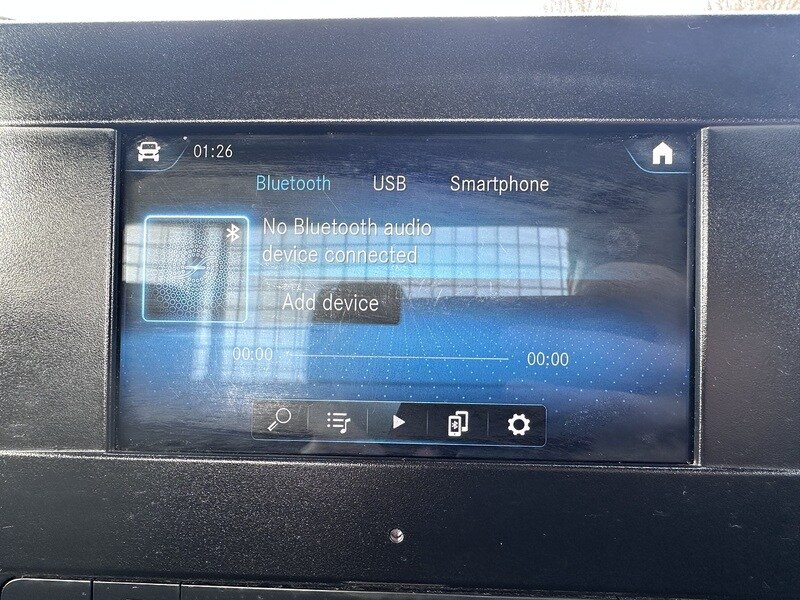 01:26
Bluetooth USB Smartphone
No Bluetooth audio
device connected
Add device
00:00 00:00